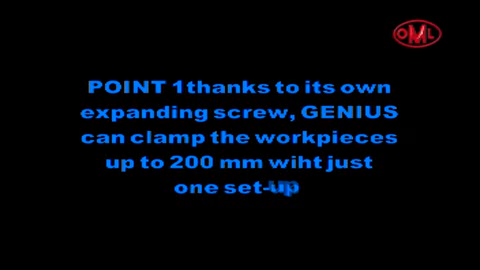 OML
POINT 1thanks to its own
expanding screw, GENIUS
can clamp the workpieces
up to 200 mm wiht just
one set-up